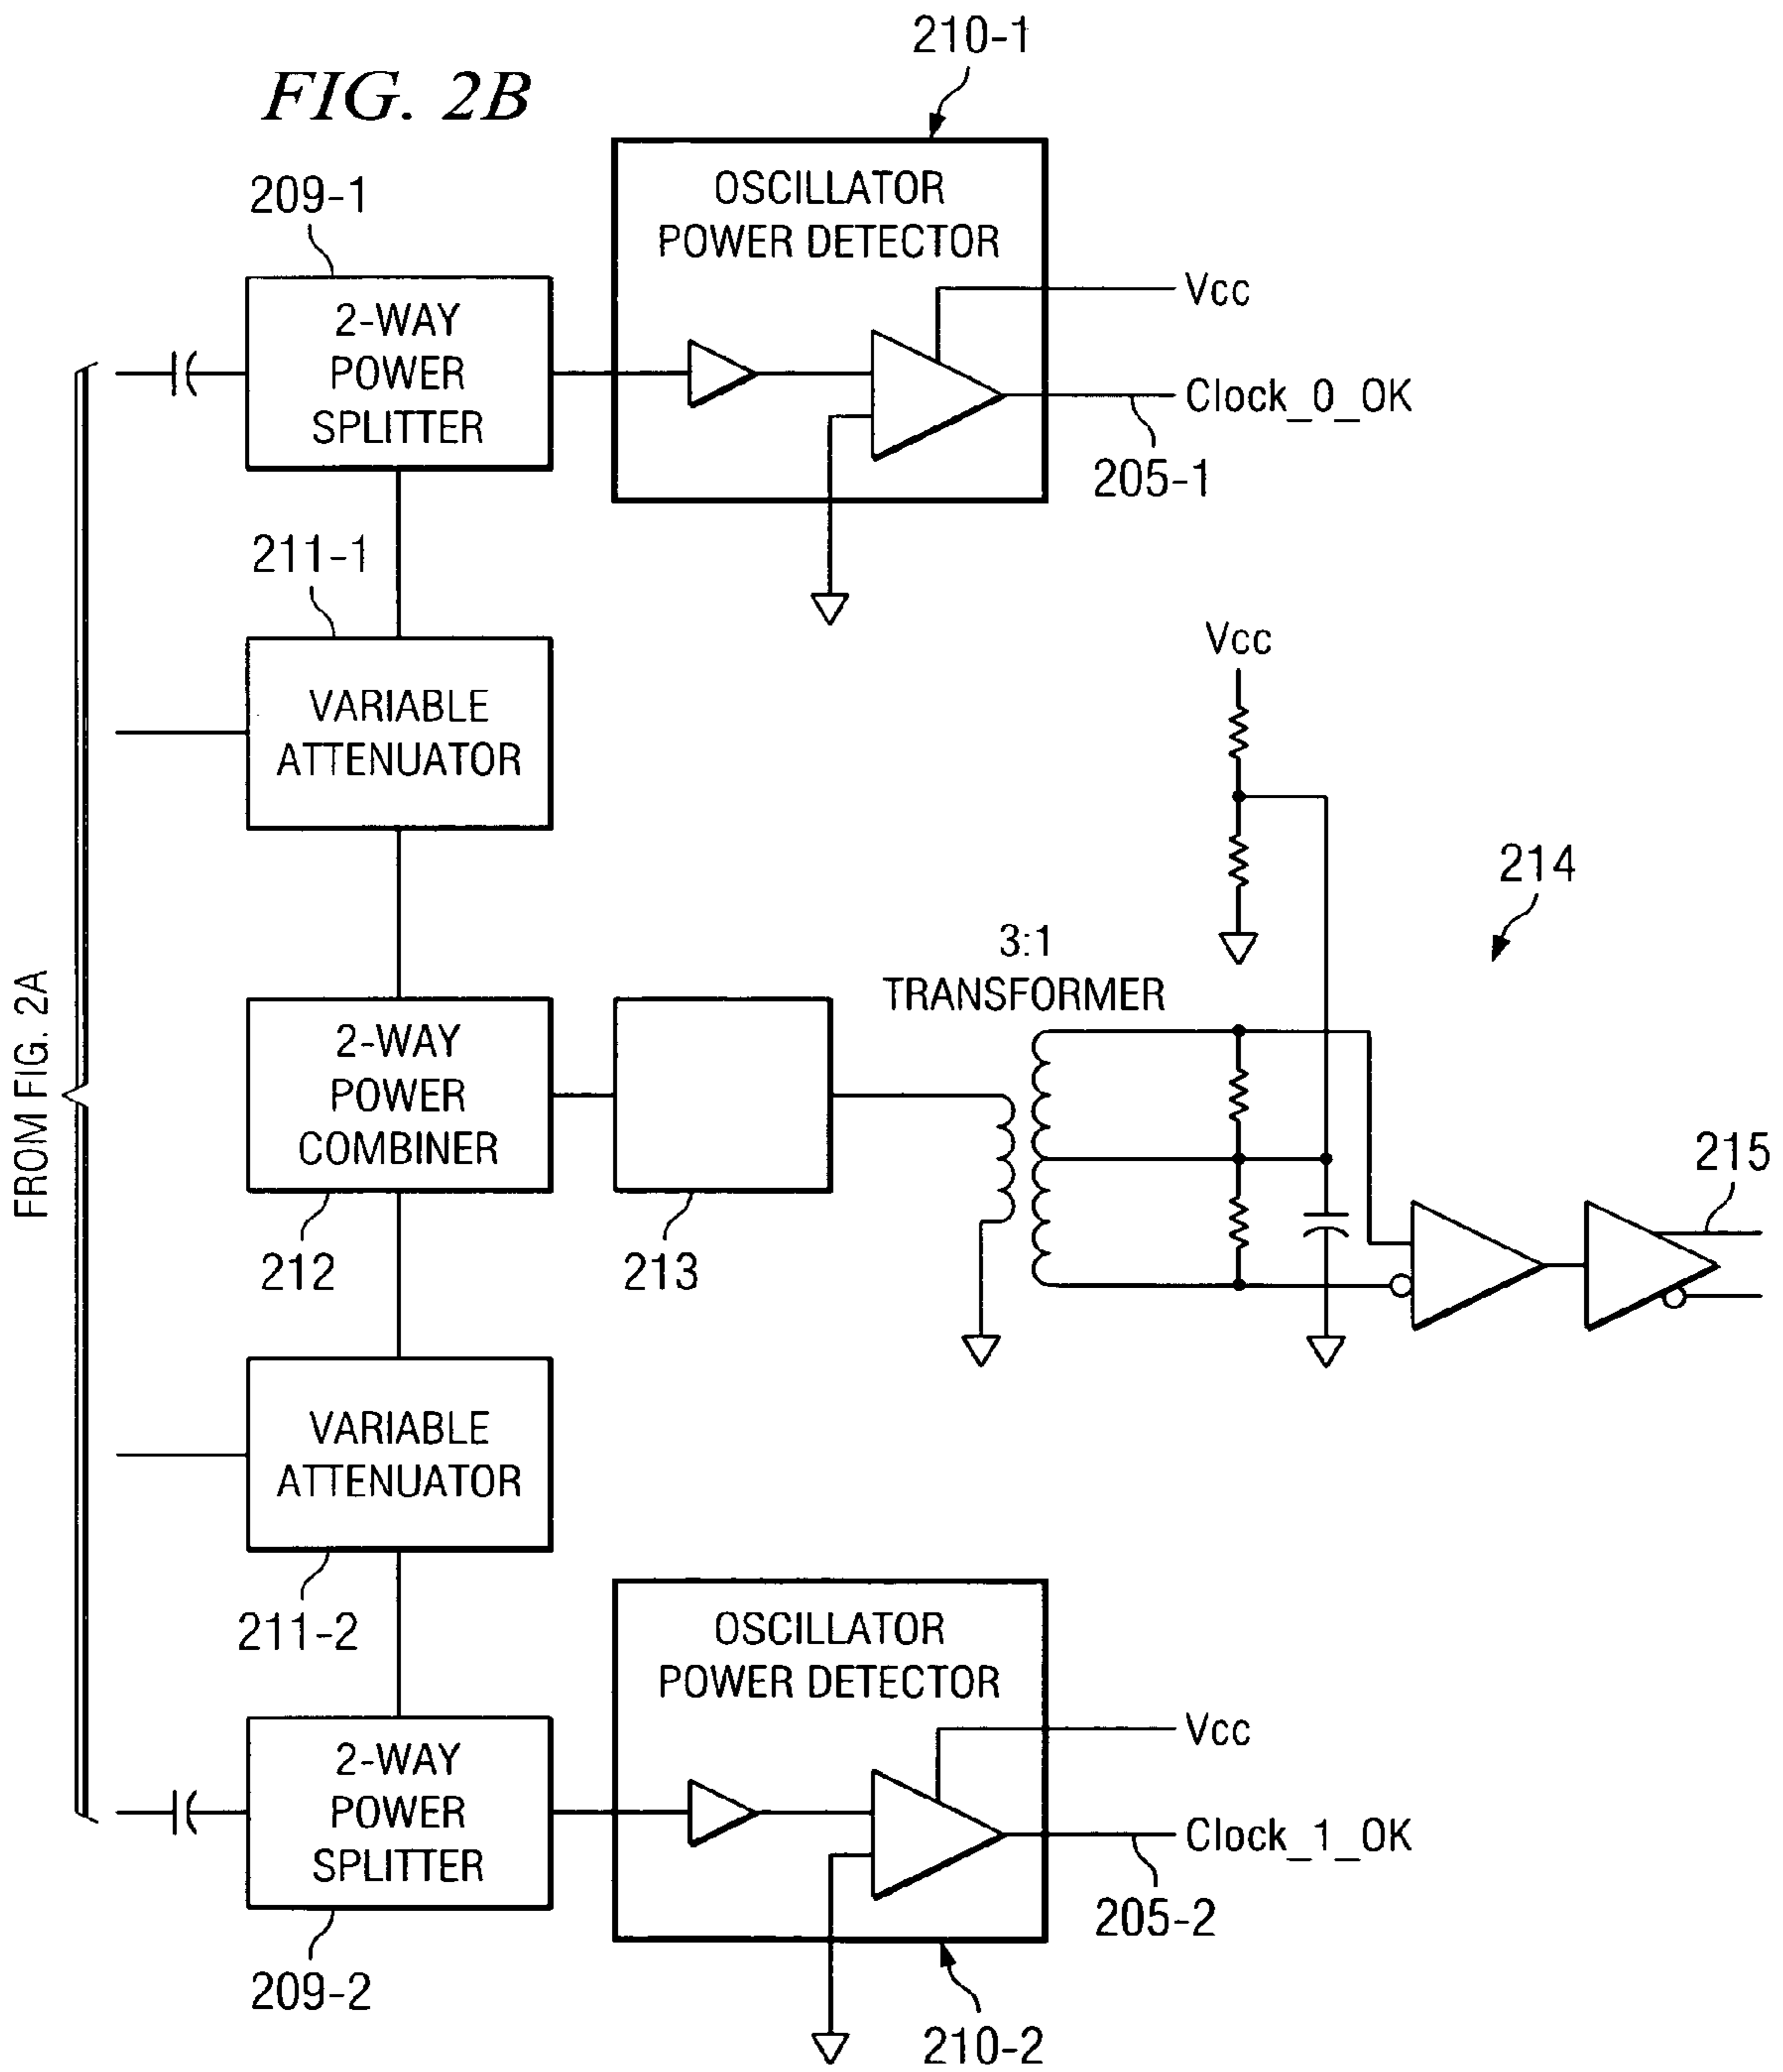 FIG. 2B
210-1
209-1
OSCILLATOR
POWER DETECTOR
Vcc
2-WAY
POWER
SPLITTER
Clock_0_OK
205-1
211-1
VARIABLE
ATTENUATOR
Vcc
214
3:1
TRANSFORMER
FROM FIG. 2A
2-WAY
POWER
COMBINER
212
213
215
VARIABLE
ATTENUATOR
211-2
OSCILLATOR
POWER DETECTOR
Vcc
2-WAY
POWER
SPLITTER
Clock_1_OK
205-2
209-2
210-2